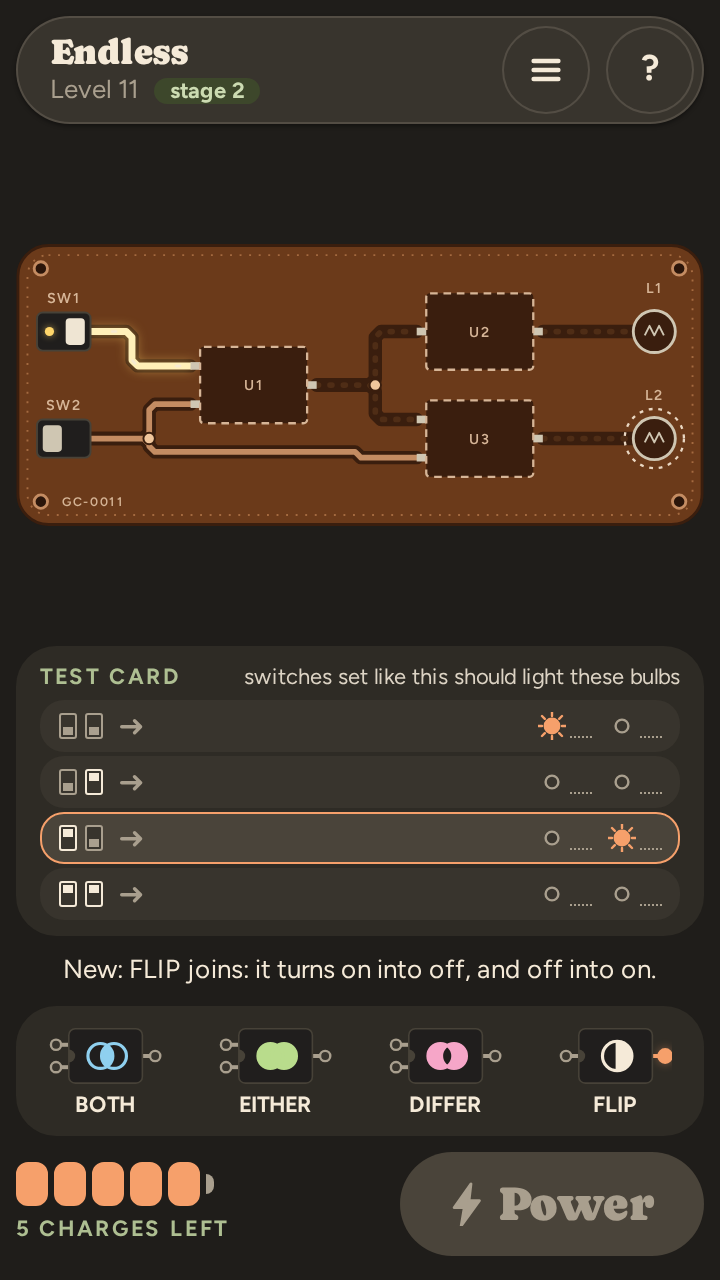 Endless
Level 11 stage 2
?
SW1
SW2
U1
U2
U3
L1
L2
GC-0011
TEST CARD switches set like this should light these bulbs
New: FLIP joins: it turns on into off, and off into on.
BOTH EITHER DIFFER FLIP
5 CHARGES LEFT
Power